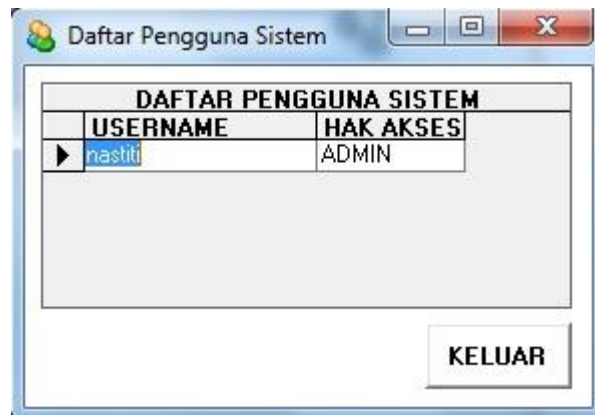 Daftar Pengguna Sistem
DAFTAR PENGGUNA SISTEM
USERNAME HAK AKSES
nastiti ADMIN
KELUAR